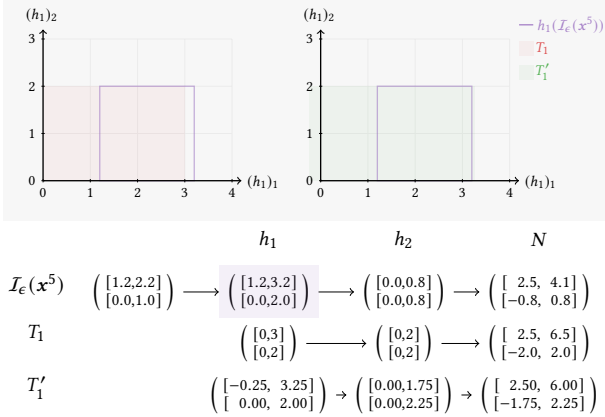 (h₁)₂
3
2
1
0
0 1 2 3 4
(h₁)₁
(h₁)₂
3
2
1
0
0 1 2 3 4
(h₁)₁
h₁(𝓘ϵ(𝒙⁵))
T₁
T₁′
h₁ h₂ N
𝓘ϵ(𝒙⁵) ( [1.2,2.2] ) ( [1.2,3.2] ) ( [0.0,0.8] ) ( [ 2.5, 4.1] )
[0.0,1.0] [0.0,2.0] [0.0,0.8] [−0.8, 0.8]
T₁ ( [0,3] ) ( [0,2] ) ( [ 2.5, 6.5] )
[0,2] [0,2] [−2.0, 2.0]
T₁′ ( [−0.25, 3.25] ) ( [0.00,1.75] ) ( [ 2.50, 6.00] )
[ 0.00, 2.00] [0.00,2.25] [−1.75, 2.25]